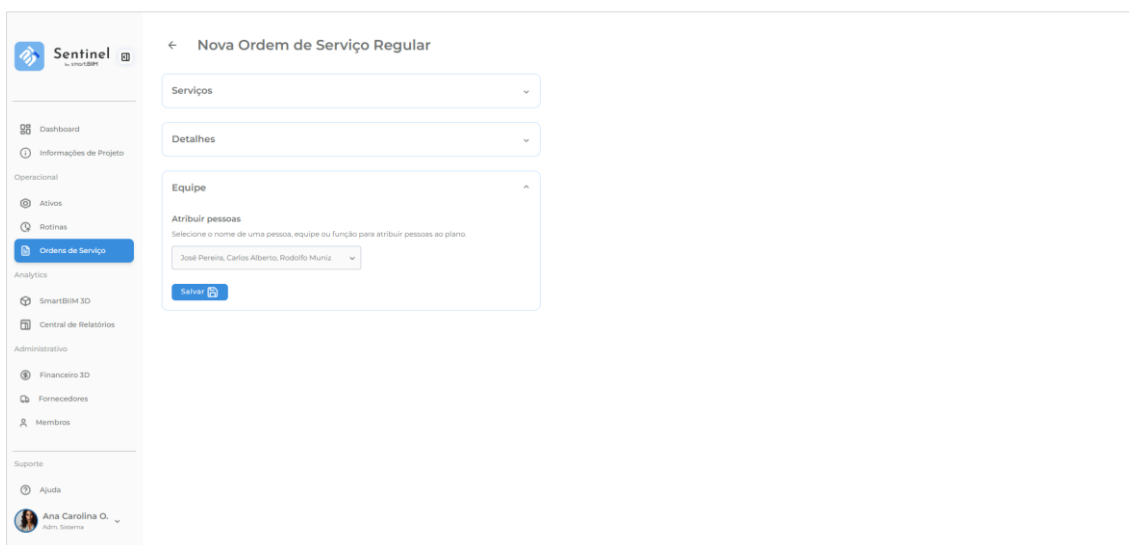 Sentinel
by smartBIIM
Dashboard
Informações de Projeto
Operacional
Ativos
Rotinas
Ordens de Serviço
Analytics
SmartBIIM 3D
Central de Relatórios
Administrativo
Financeiro 3D
Fornecedores
Membros
Suporte
Ajuda
Ana Carolina O.
Adm. Sistema
Nova Ordem de Serviço Regular
Serviços
Detalhes
Equipe
Atribuir pessoas
Selecione o nome de uma pessoa, equipe ou função para atribuir pessoas ao plano.
José Pereira, Carlos Alberto, Rodolfo Muniz
Salvar